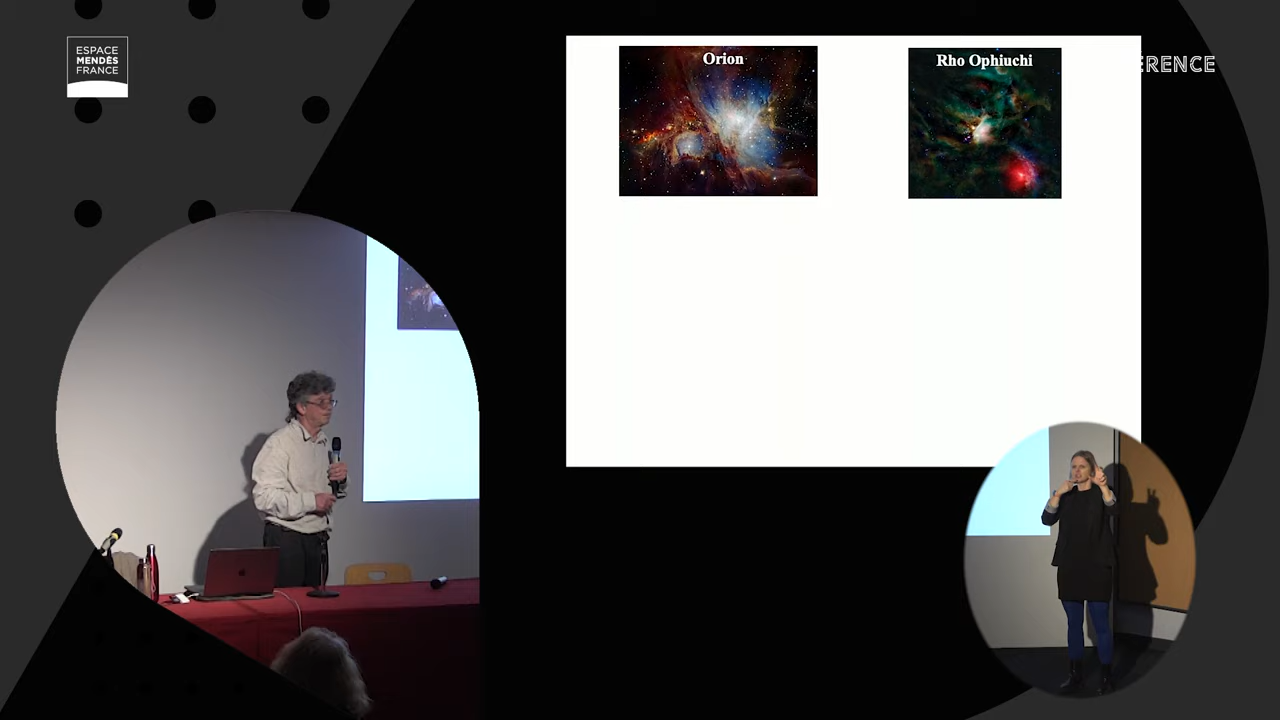 ESPACE
MENDÈS
FRANCE
Orion
Rho Ophiuchi
ERENCE